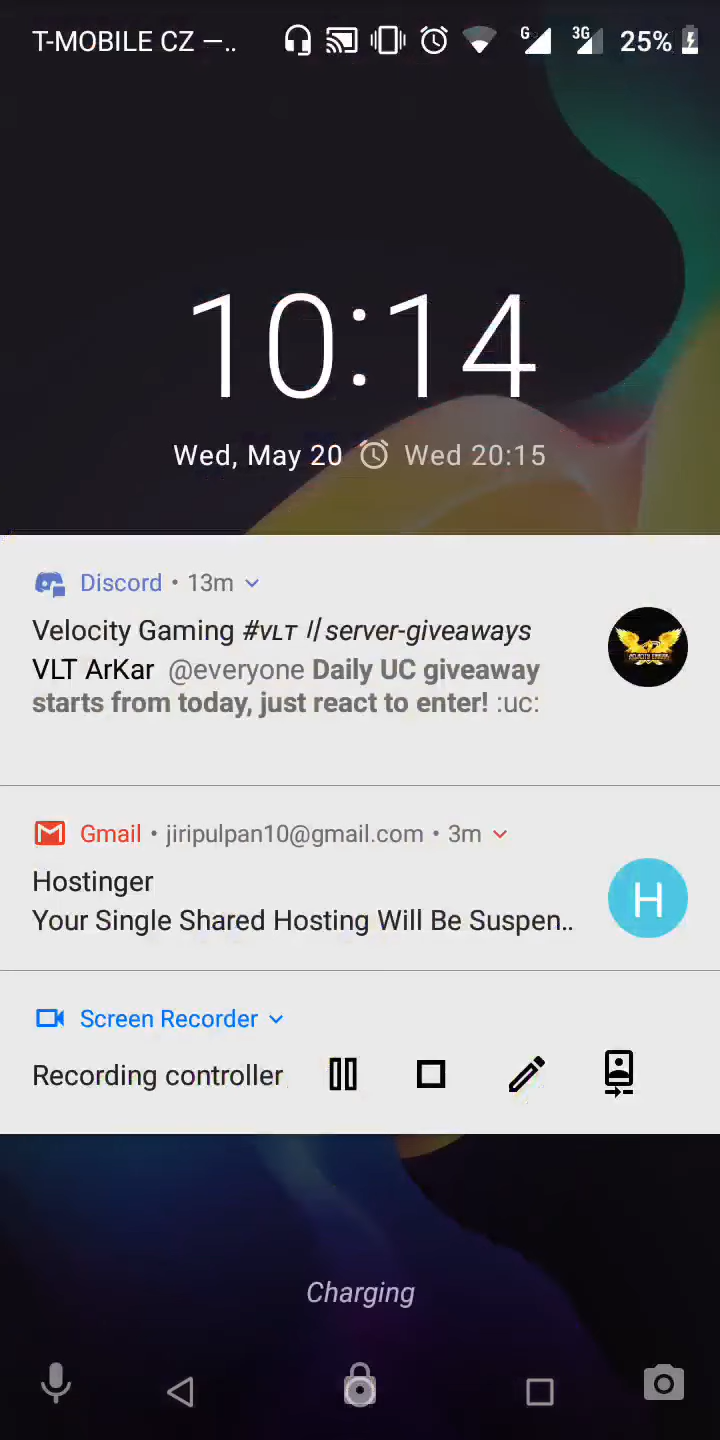 T-MOBILE CZ —..
G
3G
25%
10:14
Wed, May 20 Wed 20:15
Discord • 13m
Velocity Gaming #ᴠʟᴛ〢server-giveaways
VLT ArKar @everyone Daily UC giveaway
starts from today, just react to enter! :uc:
Gmail • jiripulpan10@gmail.com • 3m
Hostinger
Your Single Shared Hosting Will Be Suspen..
H
Screen Recorder
Recording controller
Charging